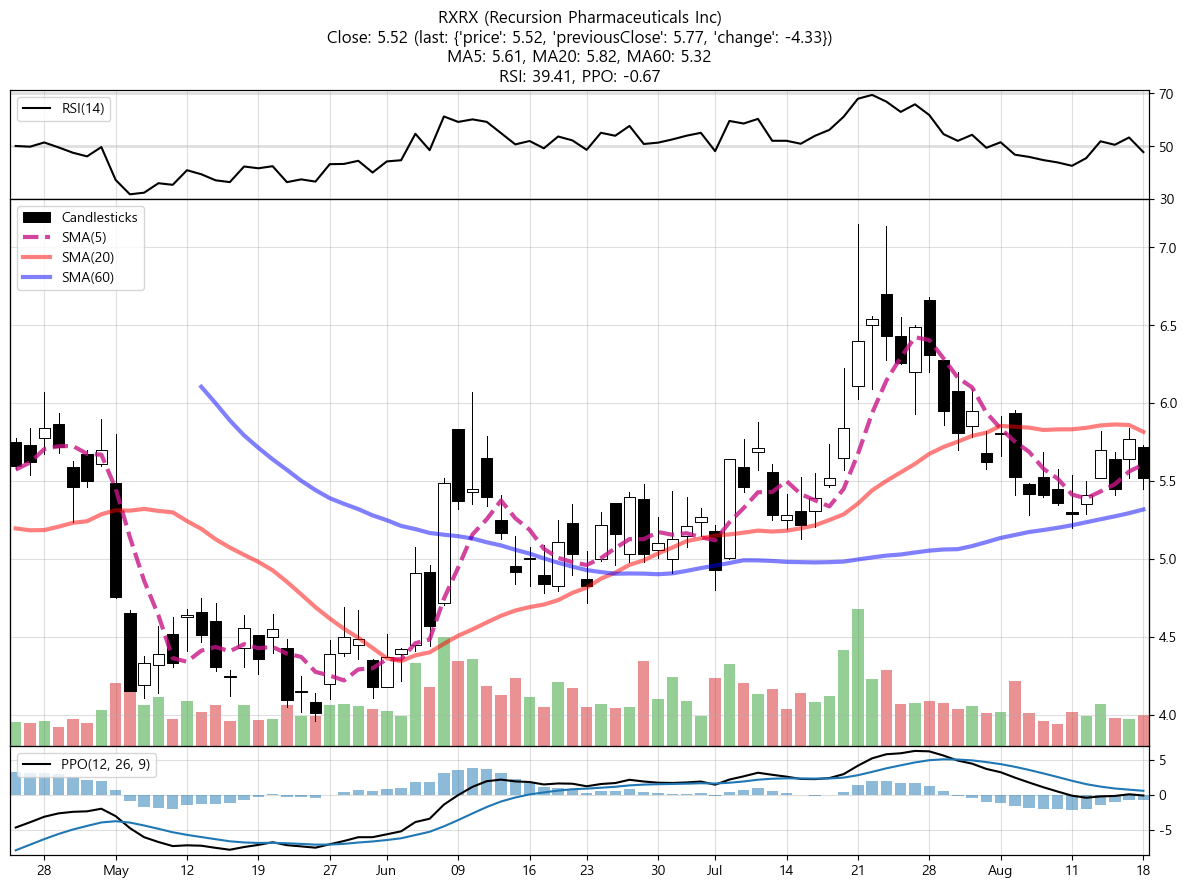 RXRX (Recursion Pharmaceuticals Inc)
Close: 5.52 (last: {'price': 5.52, 'previousClose': 5.77, 'change': -4.33})
MA5: 5.61, MA20: 5.82, MA60: 5.32
RSI: 39.41, PPO: -0.67
RSI(14)
70
50
30
Candlesticks
SMA(5)
SMA(20)
SMA(60)
7.0
6.5
6.0
5.5
5.0
4.5
4.0
PPO(12, 26, 9)
5
0
-5
28 May 12 19 27 Jun 09 16 23 30 Jul 14 21 28 Aug 11 18